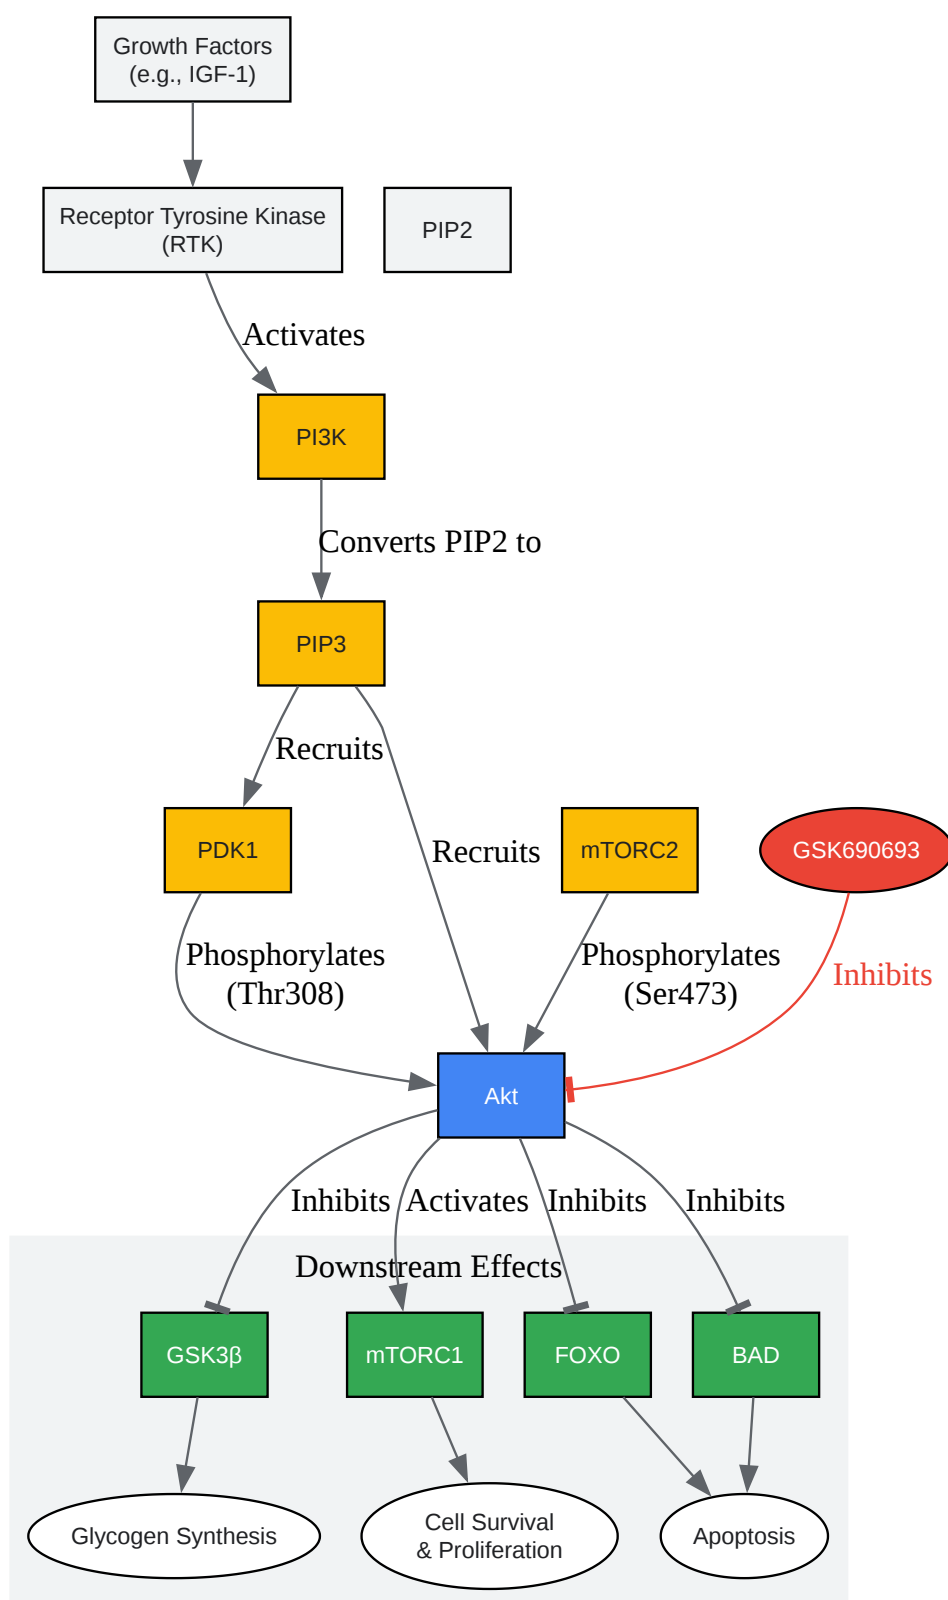 Growth Factors
(e.g., IGF-1)
Receptor Tyrosine Kinase
(RTK)
PIP2
Activates
PI3K
Converts PIP2 to
PIP3
Recruits
PDK1
Recruits
mTORC2
GSK690693
Phosphorylates
(Thr308)
Phosphorylates
(Ser473)
Inhibits
Akt
Inhibits
Activates
Inhibits
Inhibits
Downstream Effects
GSK3β
mTORC1
FOXO
BAD
Glycogen Synthesis
Cell Survival
& Proliferation
Apoptosis